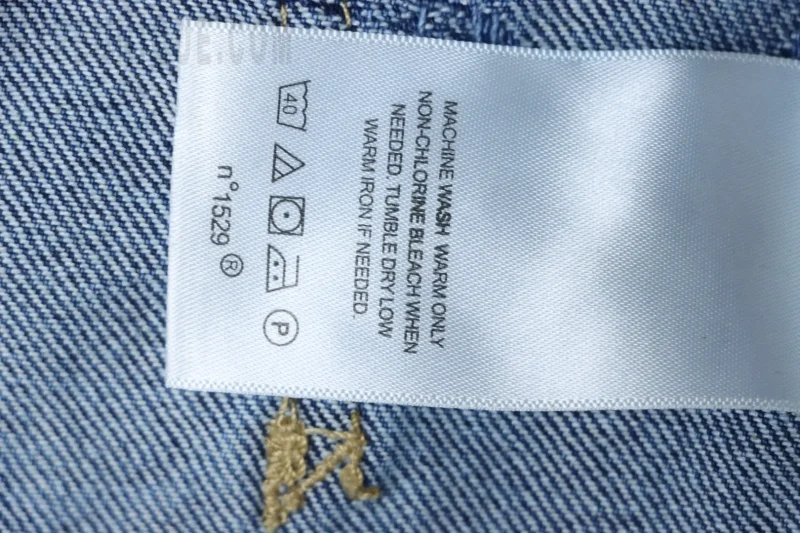 MACHINE WASH WARM ONLY
NON-CHLORINE BLEACH WHEN
NEEDED. TUMBLE DRY LOW
WARM IRON IF NEEDED.
40
P
n°1529 ®